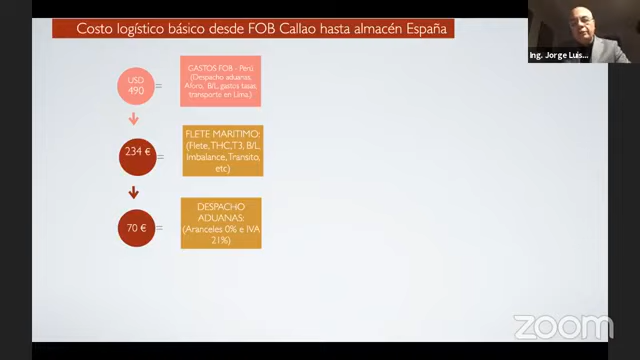 Costo logístico básico desde FOB Callao hasta almacén España
USD
490
=
GASTOS FOB - Perú
(Despacho aduanas,
Aforo, B/L, gastos tasas,
transporte en Lima,)
234 €
=
FLETE MARITIMO:
(Flete, THC,T3, B/L,
Imbalance, Transito,
etc)
70 €
=
DESPACHO
ADUANAS:
(Aranceles 0% e IVA
21%)
Ing. Jorge Luis...
zoom